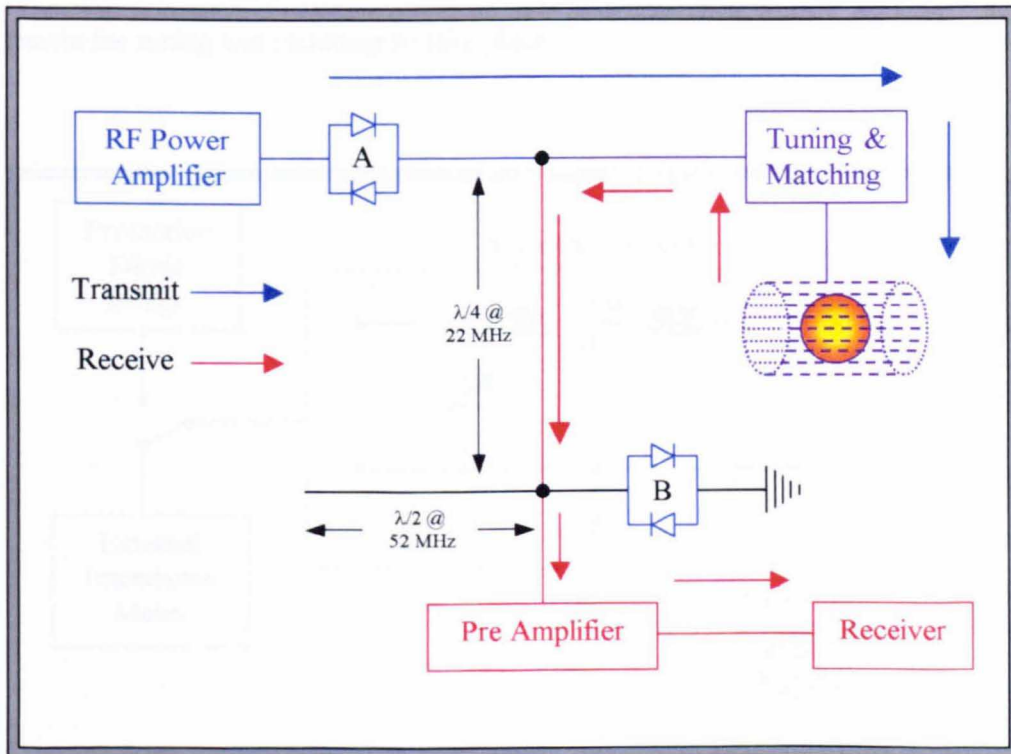 RF Power
Amplifier
A
Tuning &
Matching
λ/4 @
22 MHz
Transmit
Receive
B
λ/2 @
52 MHz
Pre Amplifier
Receiver